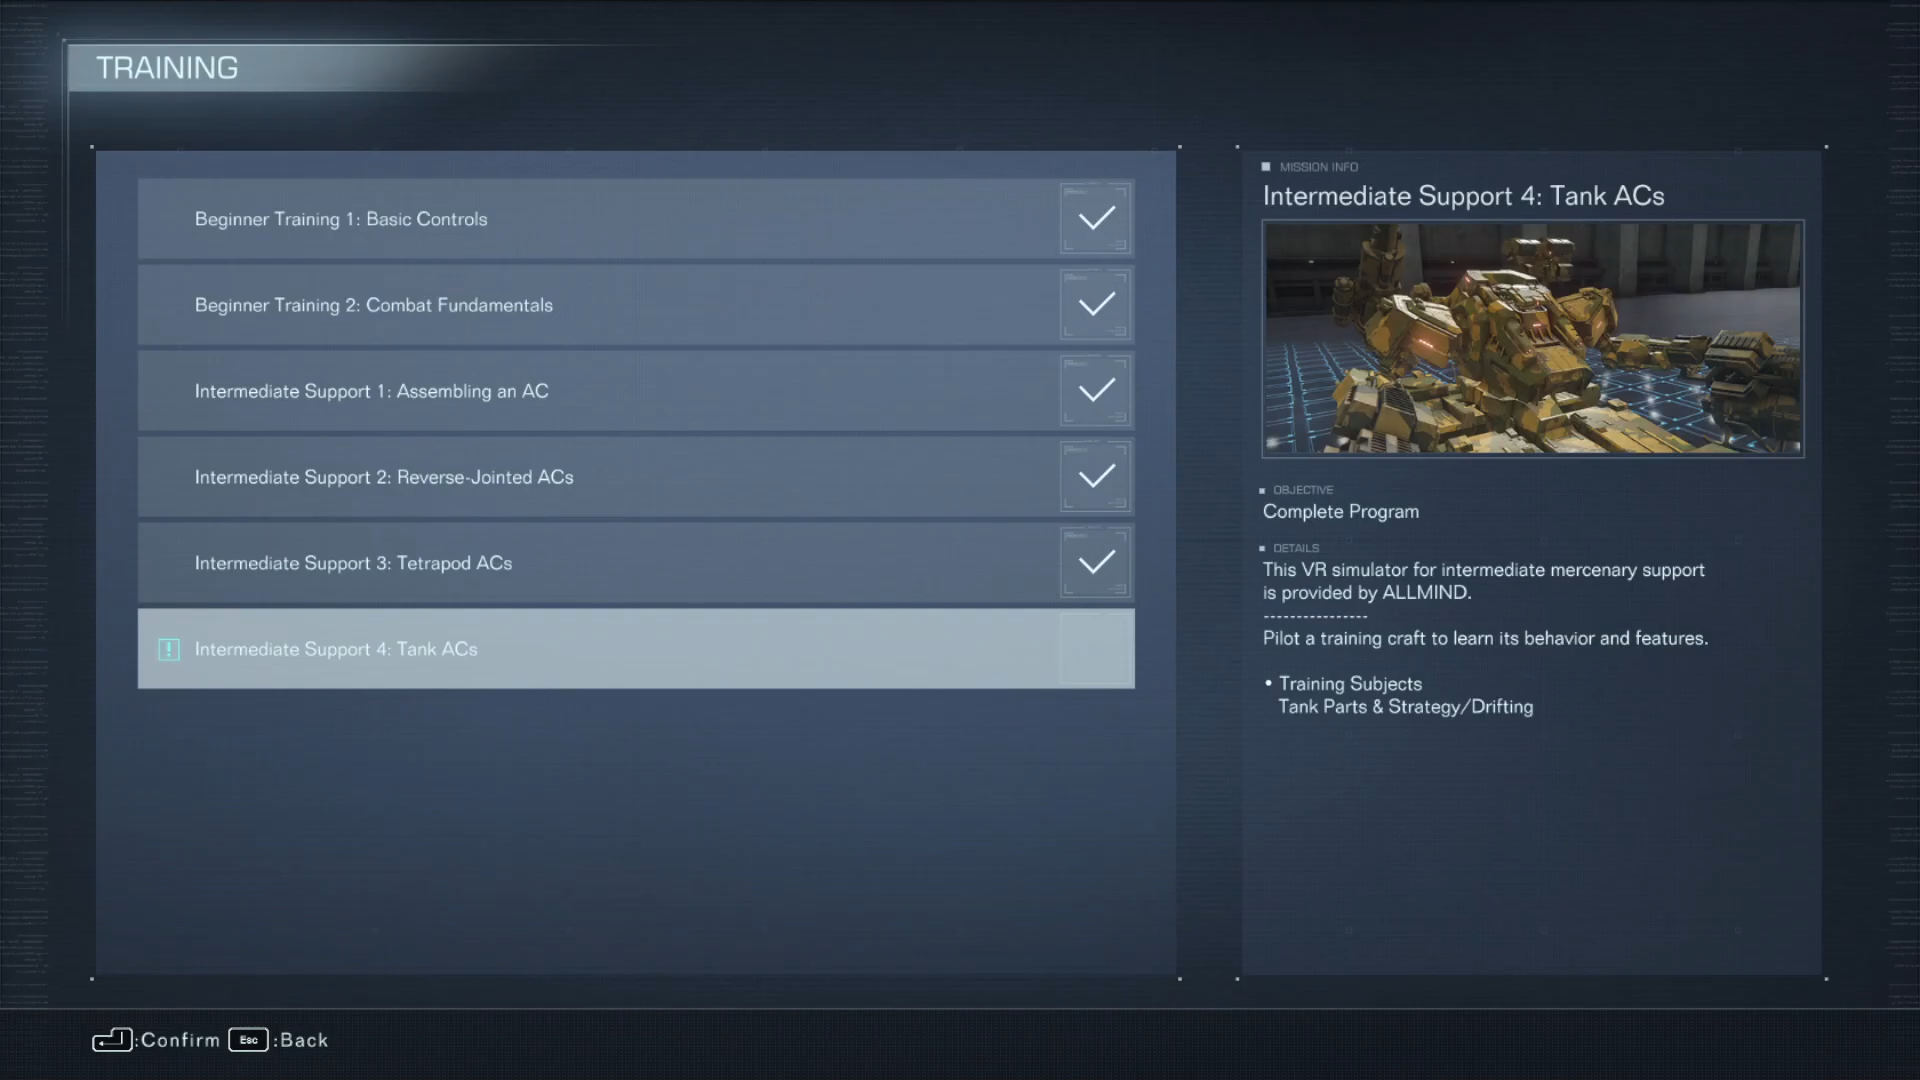 TRAINING
Beginner Training 1: Basic Controls
Beginner Training 2: Combat Fundamentals
Intermediate Support 1: Assembling an AC
Intermediate Support 2: Reverse-Jointed ACs
Intermediate Support 3: Tetrapod ACs
! Intermediate Support 4: Tank ACs
MISSION INFO
Intermediate Support 4: Tank ACs
OBJECTIVE
Complete Program
DETAILS
This VR simulator for intermediate mercenary support
is provided by ALLMIND.
----------------
Pilot a training craft to learn its behavior and features.
• Training Subjects
Tank Parts & Strategy/Drifting
:Confirm Esc :Back